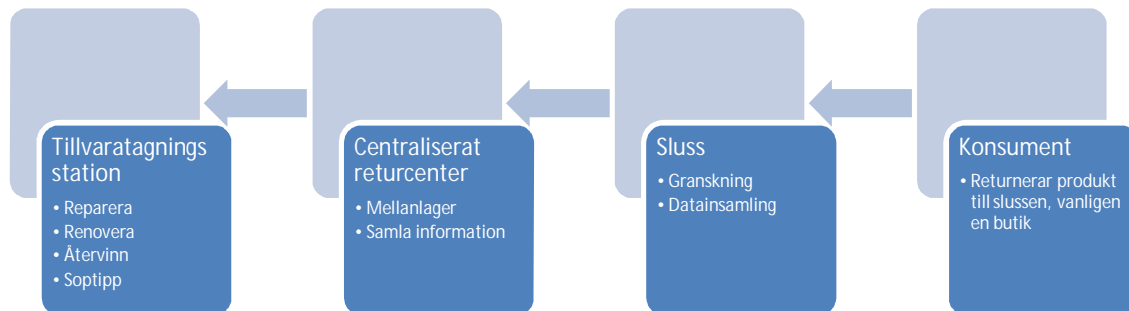 Tillvaratagnings
station
• Reparera
• Renovera
• Återvinn
• Soptipp
Centraliserat
returcenter
• Mellanlager
• Samla information
Sluss
• Granskning
• Datainsamling
Konsument
• Returnerar produkt
till slussen, vanligen
en butik